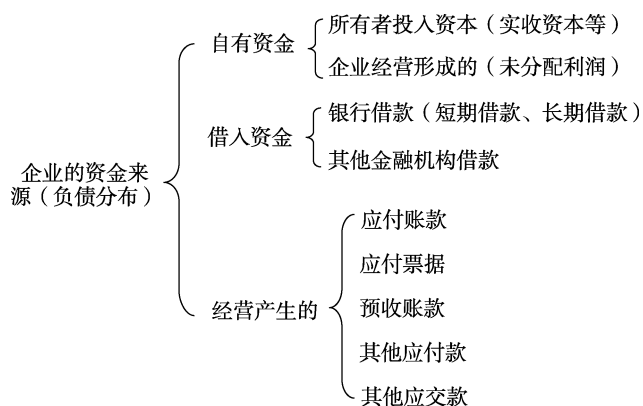 企业的资金来
源（负债分布）
自有资金
所有者投入资本（实收资本等）
企业经营形成的（未分配利润）
借入资金
银行借款（短期借款、长期借款）
其他金融机构借款
经营产生的
应付账款
应付票据
预收账款
其他应付款
其他应交款